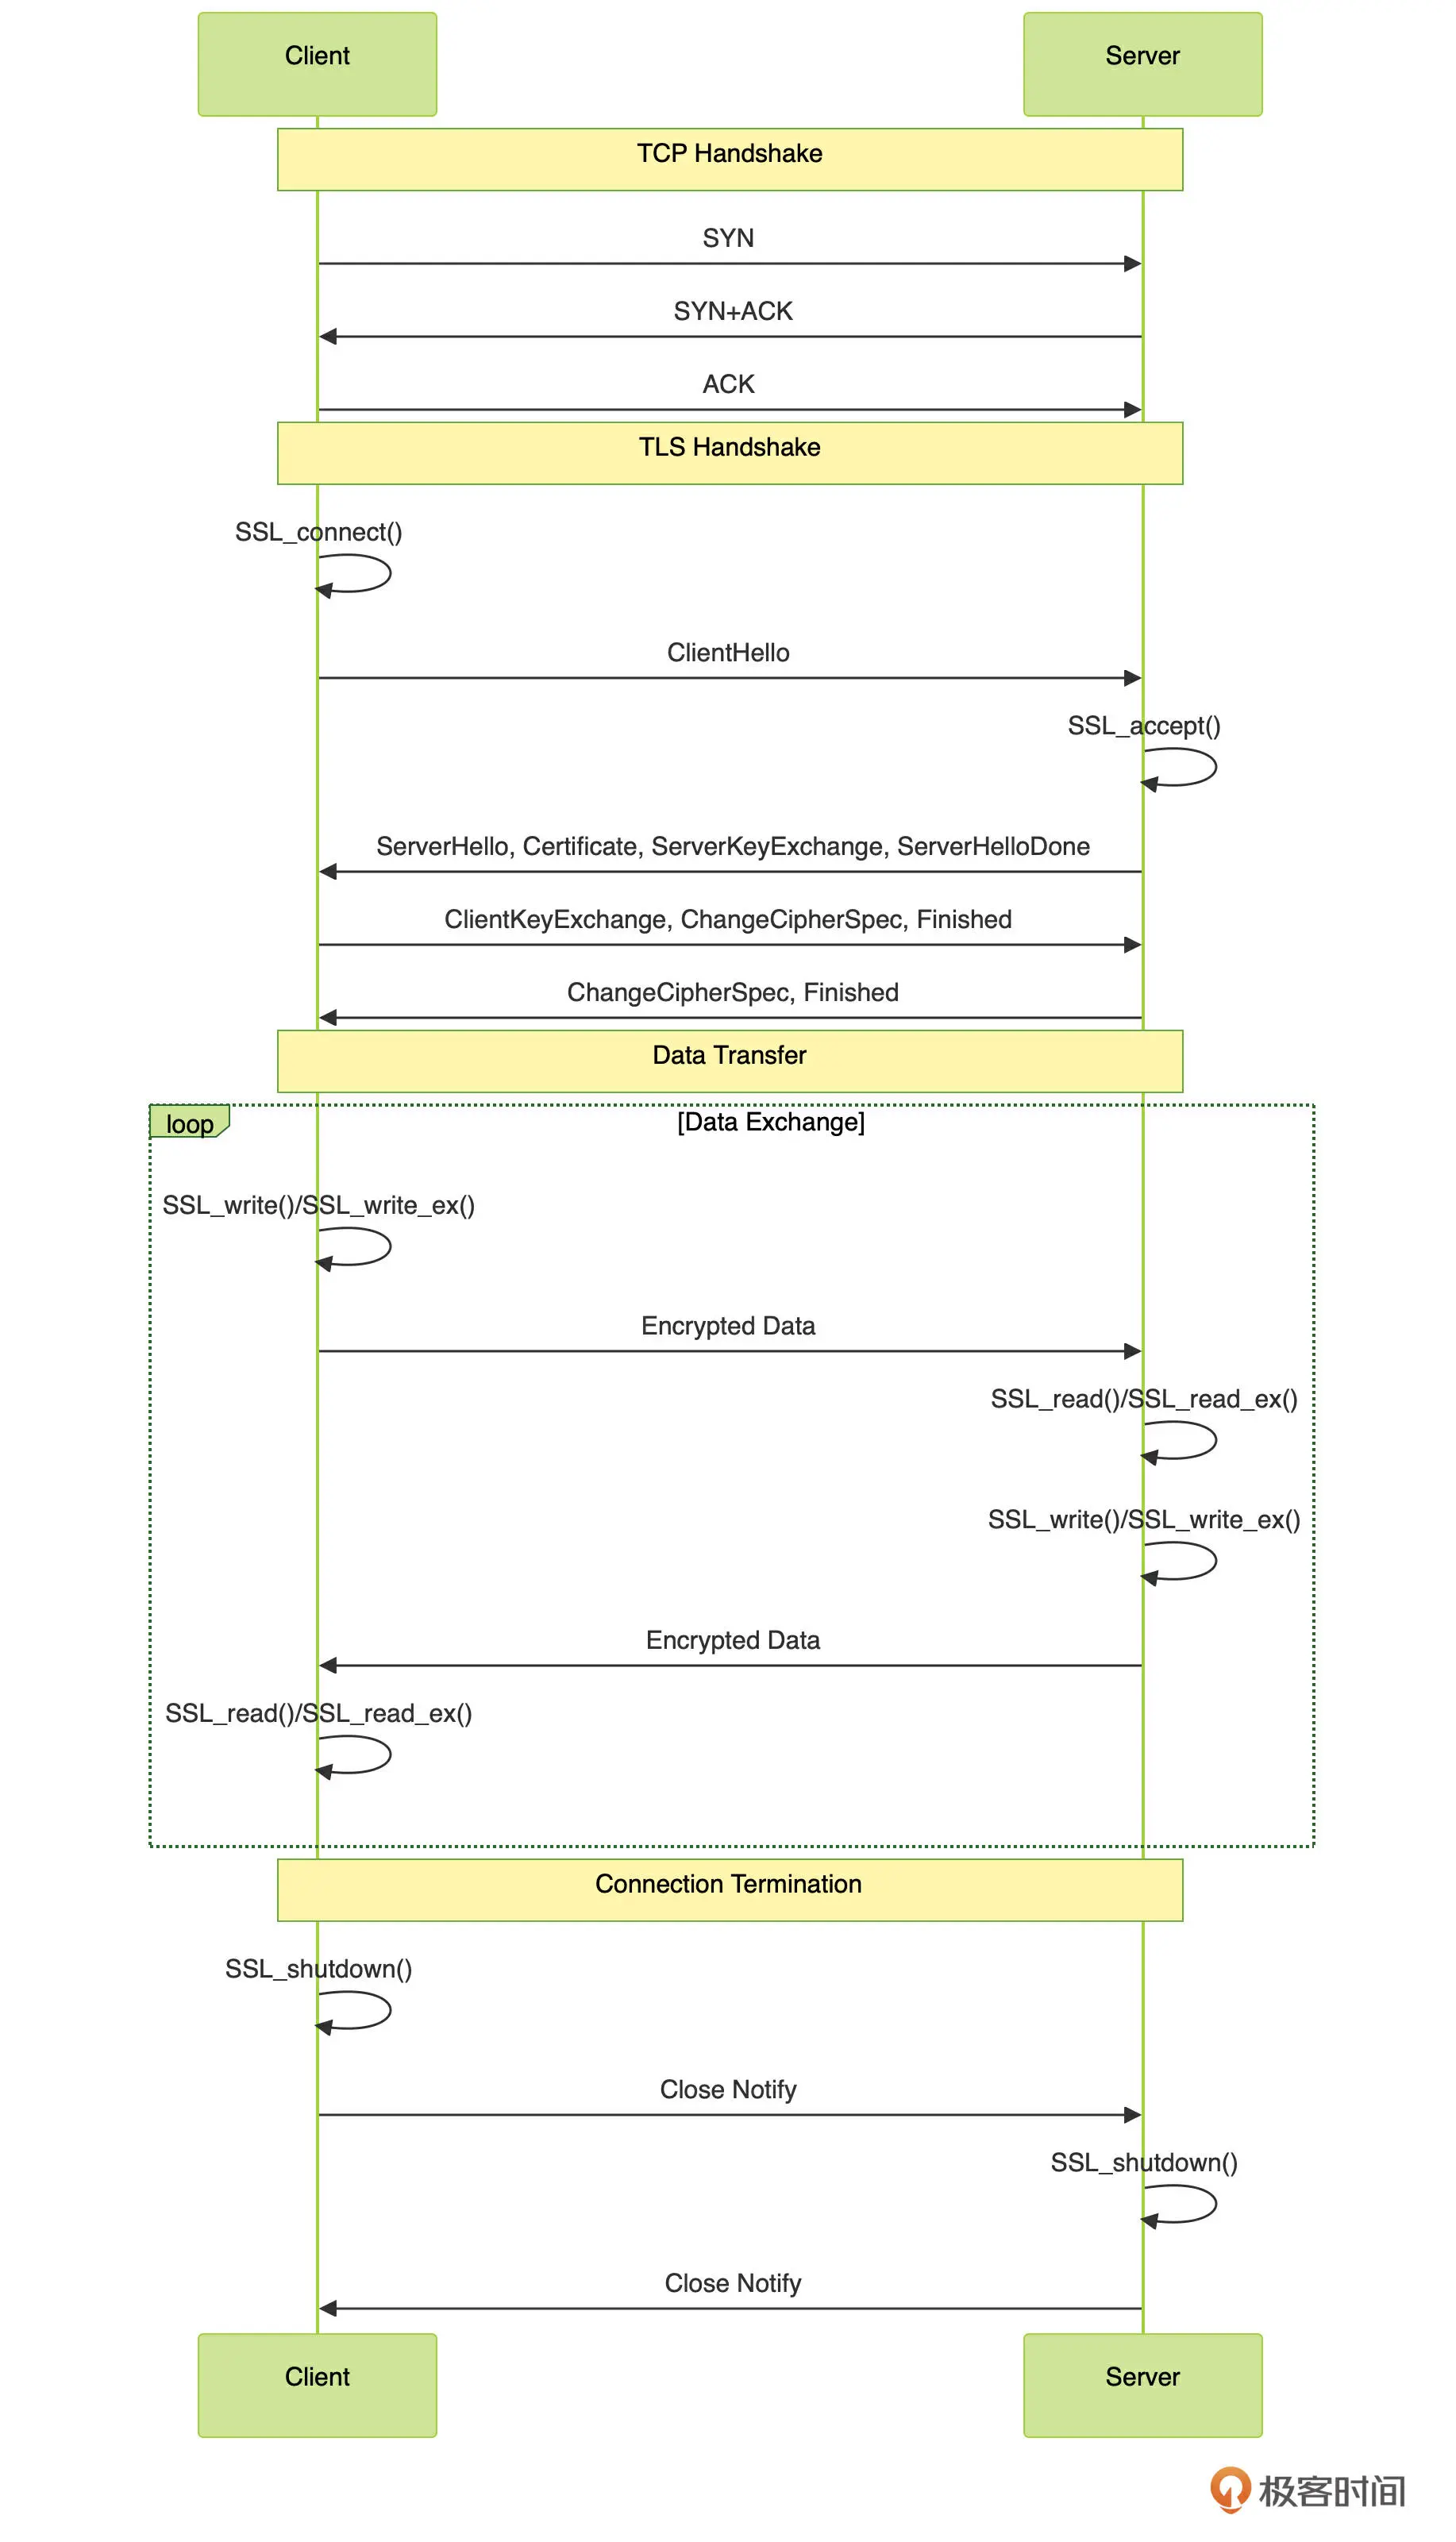 Client
Server
TCP Handshake
SYN
SYN+ACK
ACK
TLS Handshake
SSL_connect()
ClientHello
SSL_accept()
ServerHello, Certificate, ServerKeyExchange, ServerHelloDone
ClientKeyExchange, ChangeCipherSpec, Finished
ChangeCipherSpec, Finished
Data Transfer
loop
[Data Exchange]
SSL_write()/SSL_write_ex()
Encrypted Data
SSL_read()/SSL_read_ex()
SSL_write()/SSL_write_ex()
Encrypted Data
SSL_read()/SSL_read_ex()
Connection Termination
SSL_shutdown()
Close Notify
SSL_shutdown()
Close Notify
Client
Server
极客时间